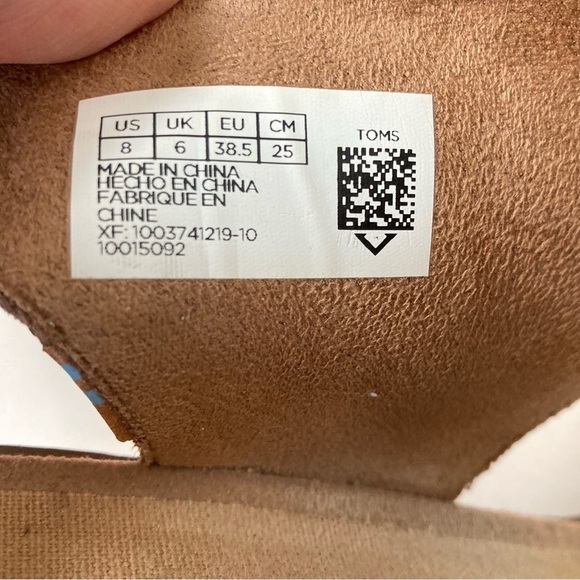 US UK EU CM
8 6 38.5 25
MADE IN CHINA
HECHO EN CHINA
FABRIQUE EN
CHINE
XF: 1003741219-10
10015092
TOMS